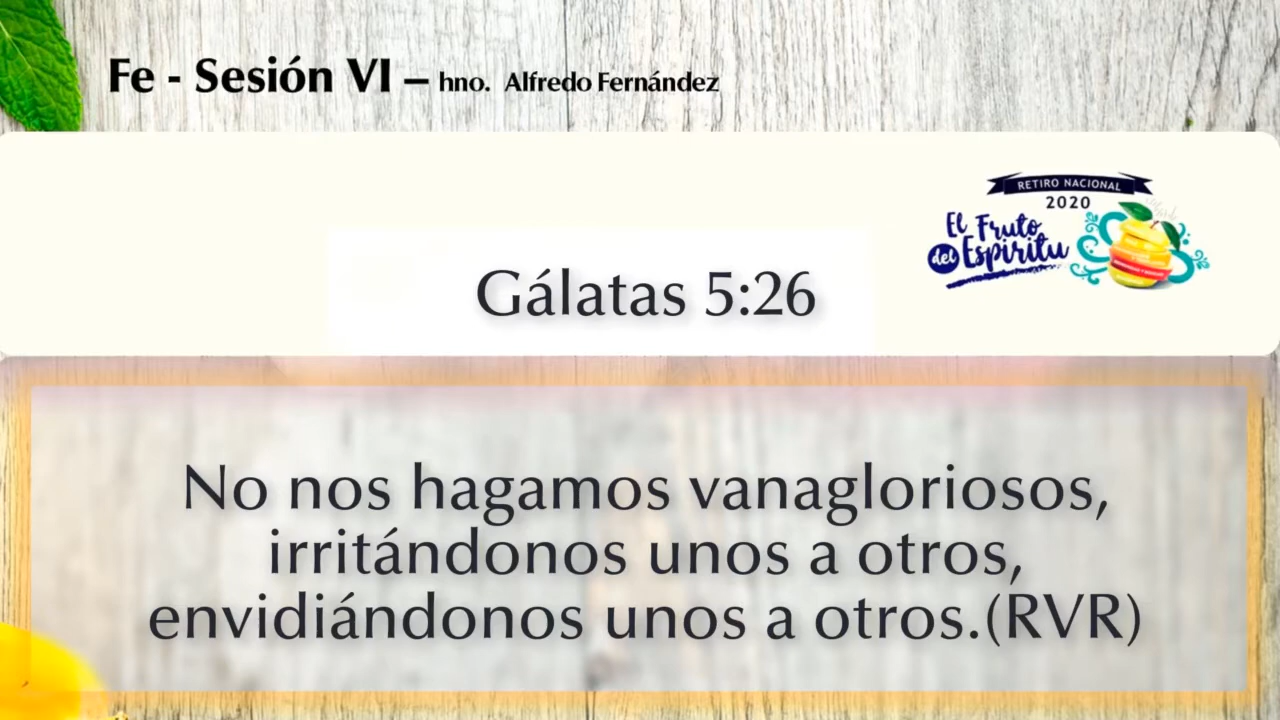 Fe - Sesión VI – hno. Alfredo Fernández
RETIRO NACIONAL
2020
El Fruto
del Espíritu
Gálatas 5:26
No nos hagamos vanagloriosos,
irritándonos unos a otros,
envidiándonos unos a otros.(RVR)